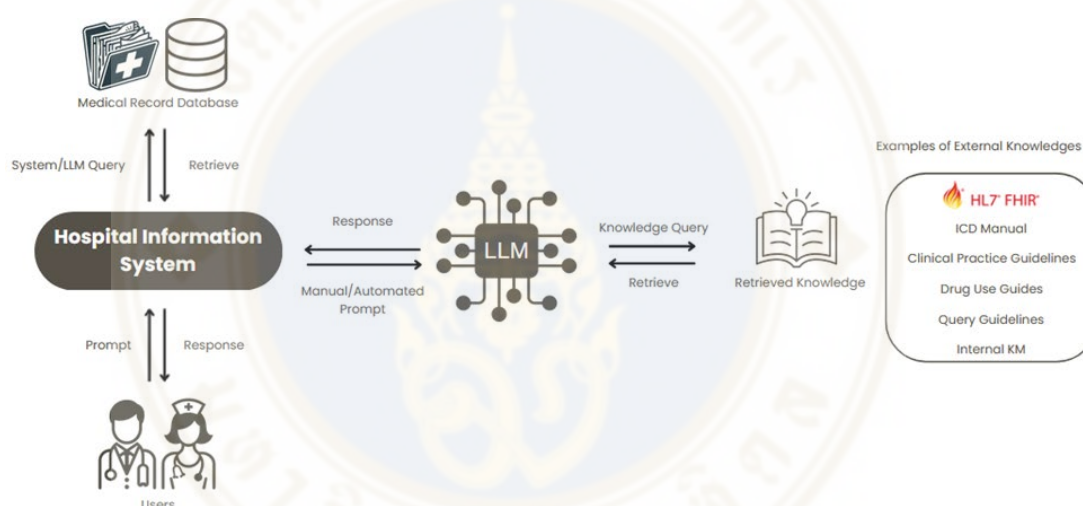 Medical Record Database
System/LLM Query
Retrieve
Hospital Information
System
Response
Manual/Automated
Prompt
LLM
Knowledge Query
Retrieve
Retrieved Knowledge
Examples of External Knowledges
HL7® FHIR®
ICD Manual
Clinical Practice Guidelines
Drug Use Guides
Query Guidelines
Internal KM
Prompt
Response
Users